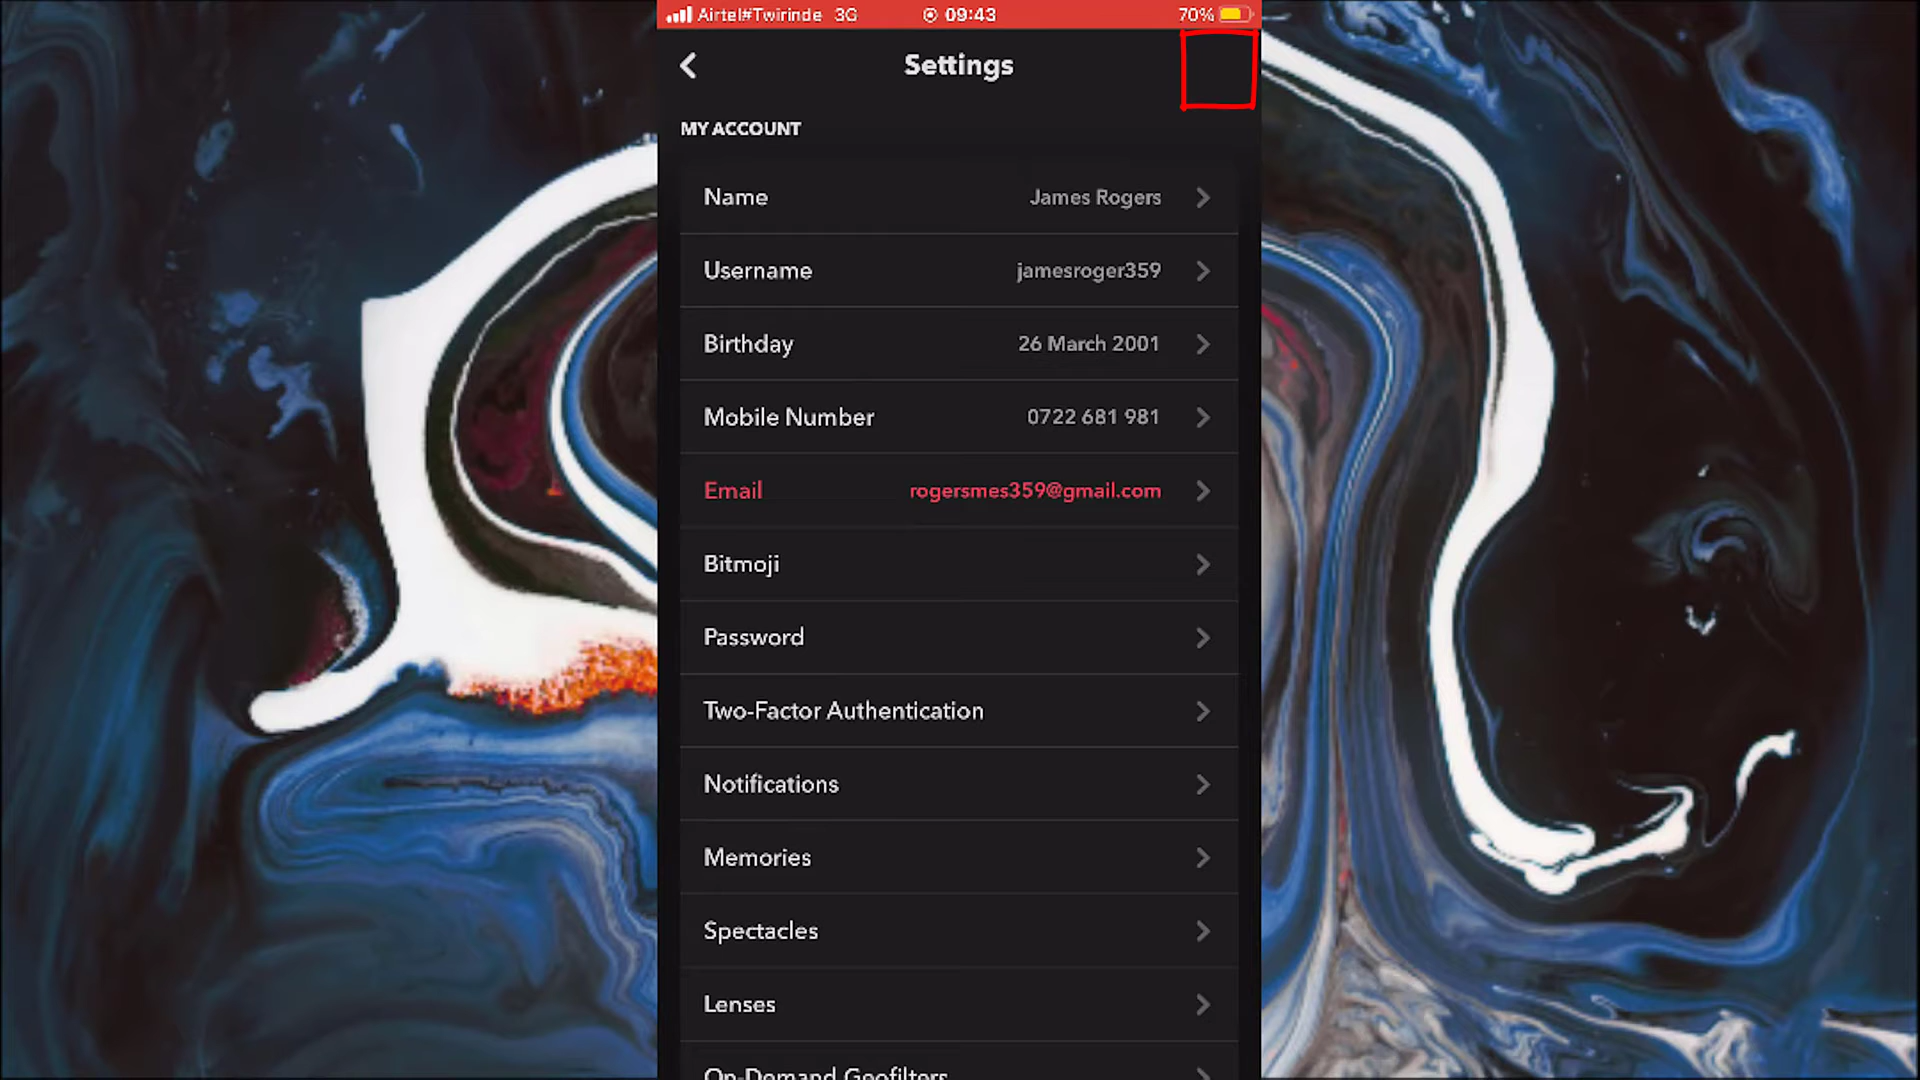 Airtel#Twirinde 3G 09:43 70%
Settings
MY ACCOUNT
Name James Rogers
Username jamesroger359
Birthday 26 March 2001
Mobile Number 0722 681 981
Email rogersmes359@gmail.com
Bitmoji
Password
Two-Factor Authentication
Notifications
Memories
Spectacles
Lenses
On-Demand Geofilters